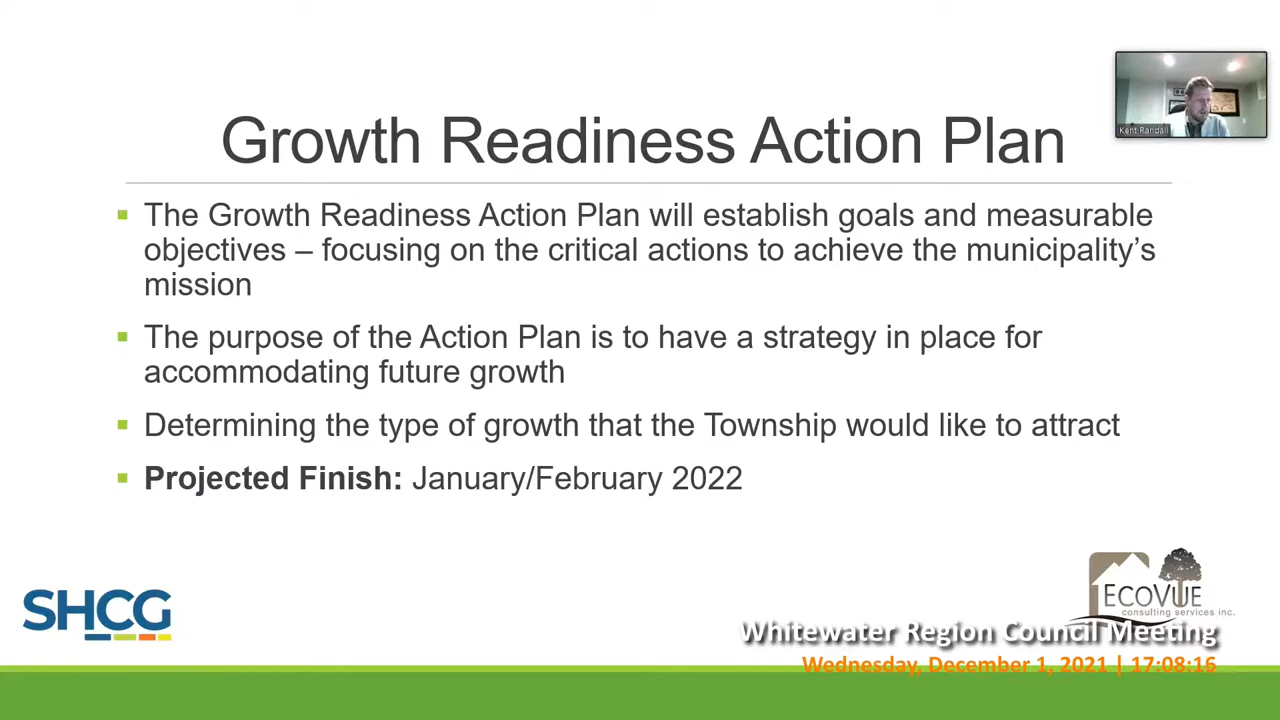 Kent Randall
Growth Readiness Action Plan
The Growth Readiness Action Plan will establish goals and measurable
objectives – focusing on the critical actions to achieve the municipality’s
mission
The purpose of the Action Plan is to have a strategy in place for
accommodating future growth
Determining the type of growth that the Township would like to attract
Projected Finish: January/February 2022
SHCG
ECOVUE
consulting services inc.
Whitewater Region Council Meeting
Wednesday, December 1, 2021 | 17:08:16